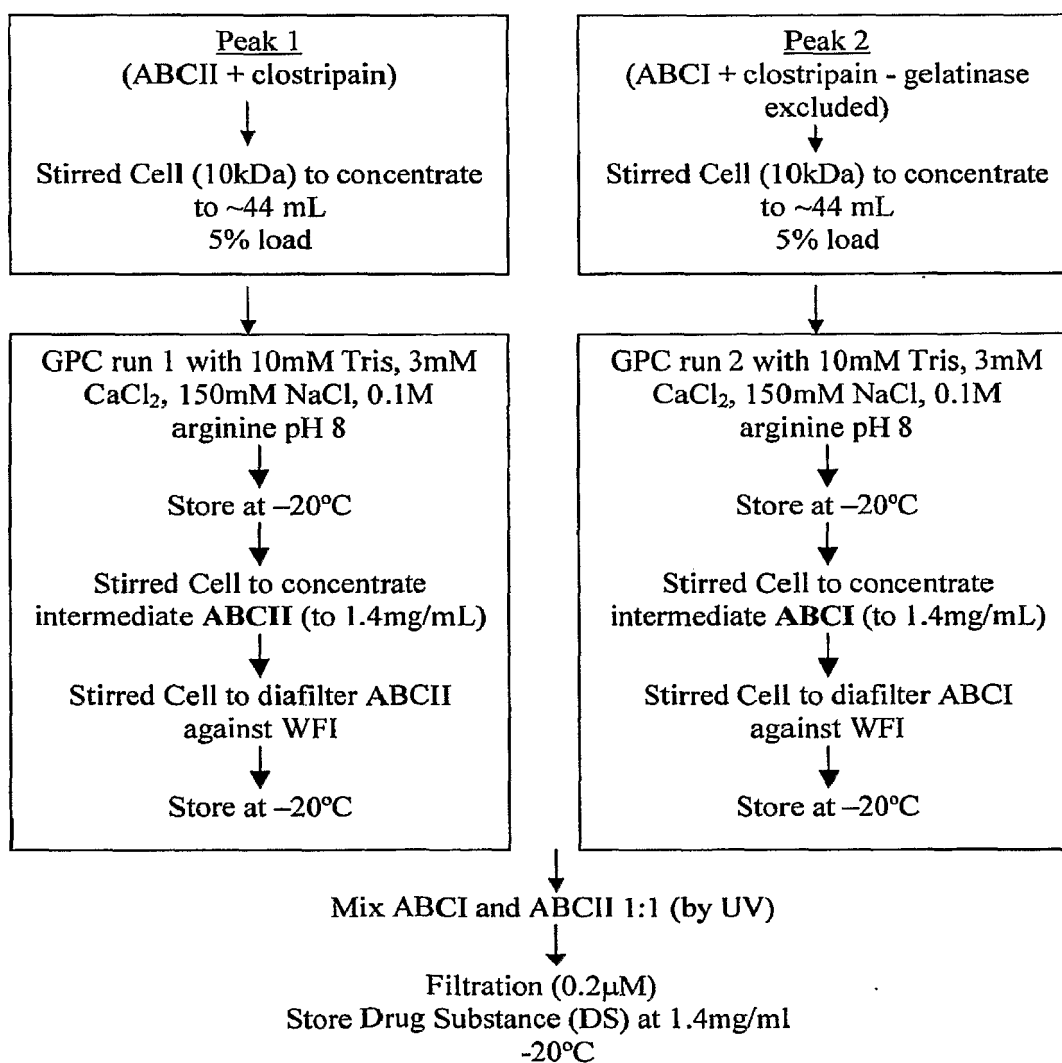 Peak 1
(ABCII + clostripain)
Stirred Cell (10kDa) to concentrate
to ~44 mL
5% load
GPC run 1 with 10mM Tris, 3mM
CaCl₂, 150mM NaCl, 0.1M
arginine pH 8
Store at –20°C
Stirred Cell to concentrate
intermediate ABCII (to 1.4mg/mL)
Stirred Cell to diafilter ABCII
against WFI
Store at –20°C
Peak 2
(ABCI + clostripain - gelatinase
excluded)
Stirred Cell (10kDa) to concentrate
to ~44 mL
5% load
GPC run 2 with 10mM Tris, 3mM
CaCl₂, 150mM NaCl, 0.1M
arginine pH 8
Store at –20°C
Stirred Cell to concentrate
intermediate ABCI (to 1.4mg/mL)
Stirred Cell to diafilter ABCI
against WFI
Store at –20°C
Mix ABCI and ABCII 1:1 (by UV)
Filtration (0.2µM)
Store Drug Substance (DS) at 1.4mg/ml
-20°C